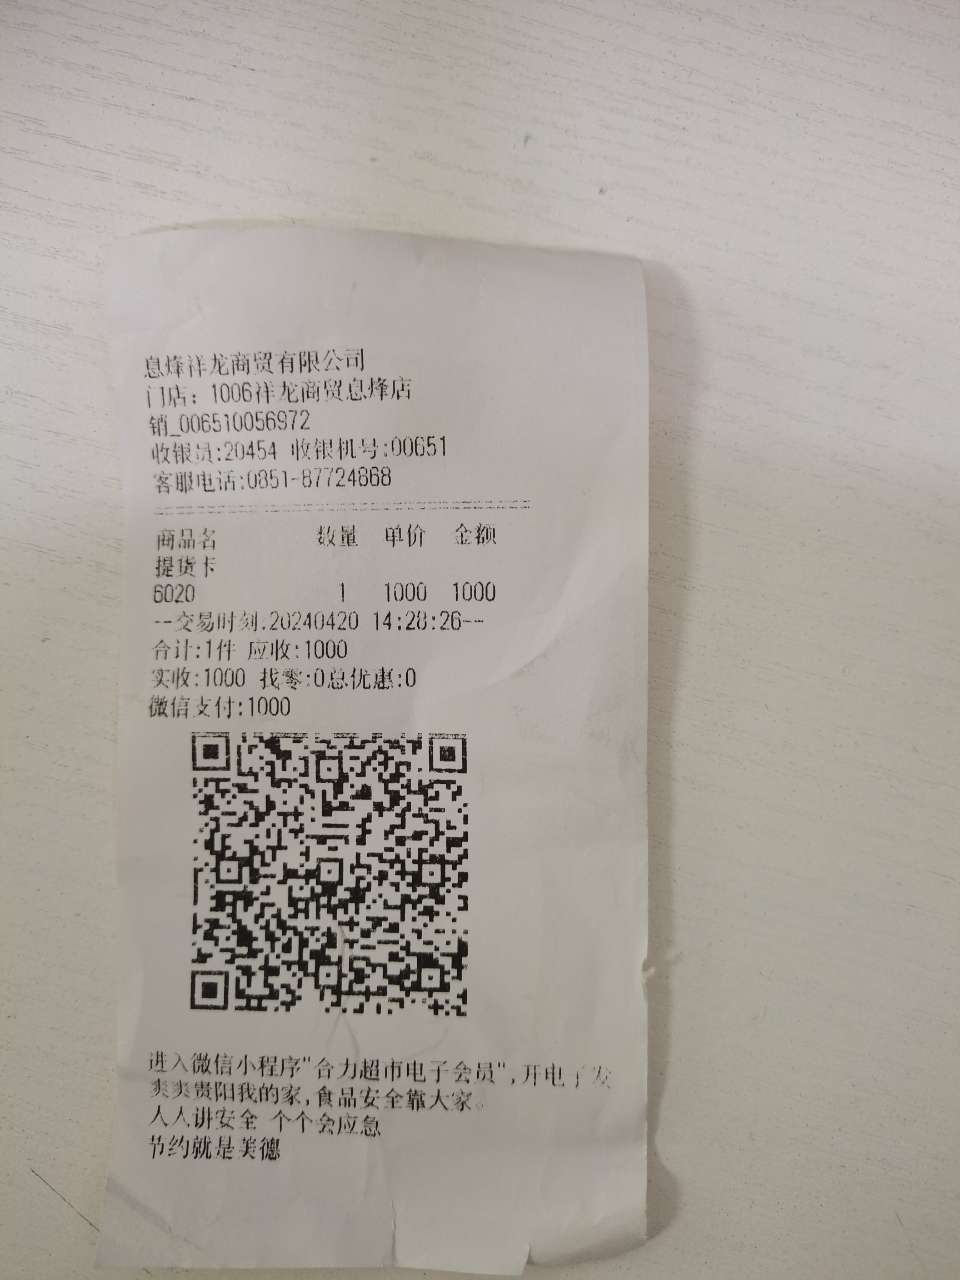 息烽祥龙商贸有限公司
门店：1006祥龙商贸息烽店
销_006510056972
收银员:20454 收银机号:00651
客服电话:0851-87724868
商品名 数量 单价 金额
提货卡
6020 1 1000 1000
--交易时刻:20240420 14:28:26--
合计:1件 应收:1000
实收:1000 找零:0总优惠:0
微信支付:1000
进入微信小程序"合力超市电子会员",开电子发
爽爽贵阳我的家,食品安全靠大家。
人人讲安全 个个会应急
节约就是美德